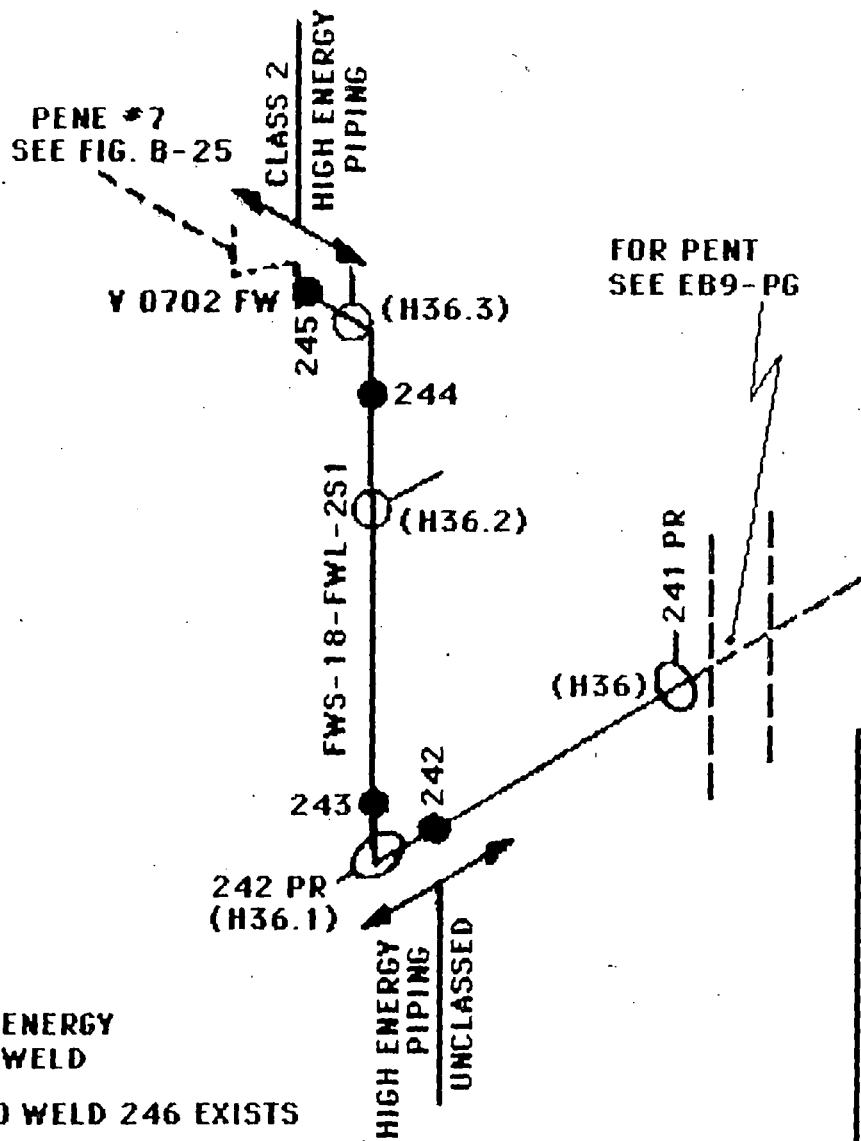 CLASS 2
HIGH ENERGY
PIPING
PENE #7
SEE FIG. B-25
FOR PENT
SEE EB9-PG
V 0702 FW
245
(H36.3)
244
(H36.2)
FWS-18-FWL-2S1
241 PR
(H36)
242
243
242 PR
(H36.1)
HIGH ENERGY
PIPING
UNCLASSED
ENERGY
WELD
WELD 246 EXISTS